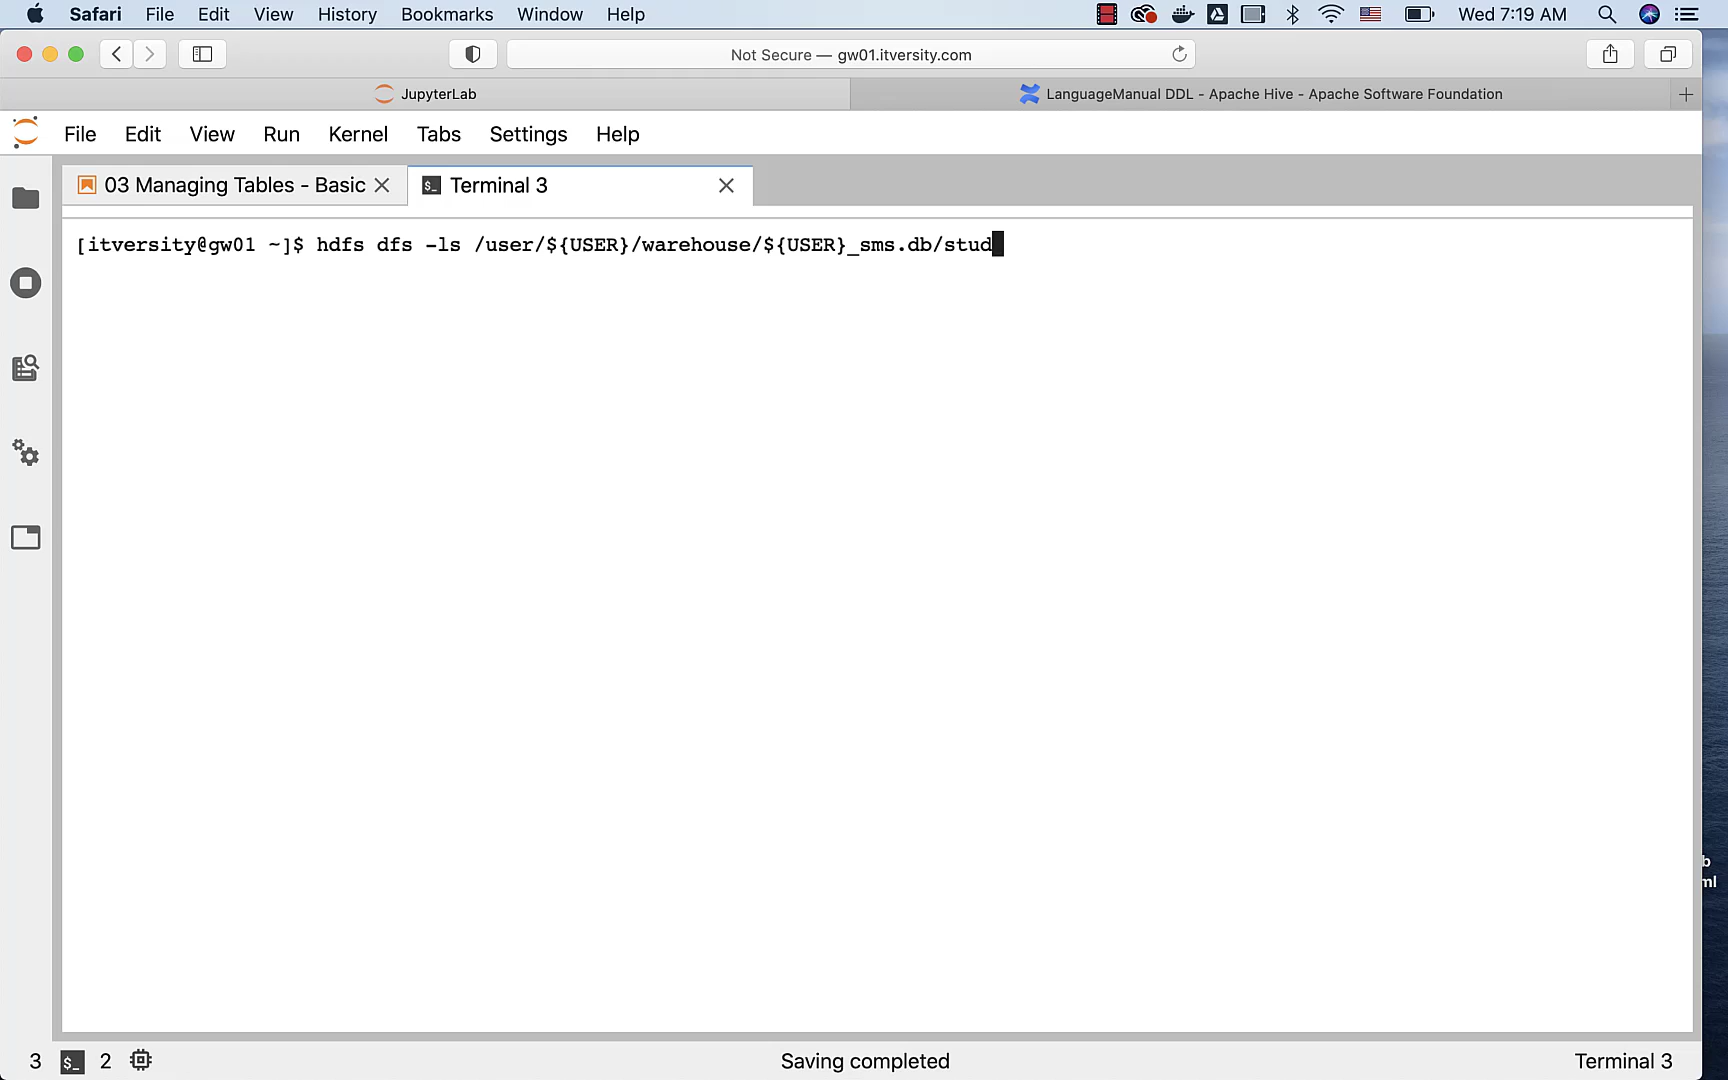 Safari File Edit View History Bookmarks Window Help Wed 7:19 AM
Not Secure — gw01.itversity.com
JupyterLab LanguageManual DDL - Apache Hive - Apache Software Foundation
File Edit View Run Kernel Tabs Settings Help
03 Managing Tables - Basic $_ Terminal 3
[itversity@gw01 ~]$ hdfs dfs -ls /user/${USER}/warehouse/${USER}_sms.db/stud
b
ml
3 $_ 2 Saving completed Terminal 3